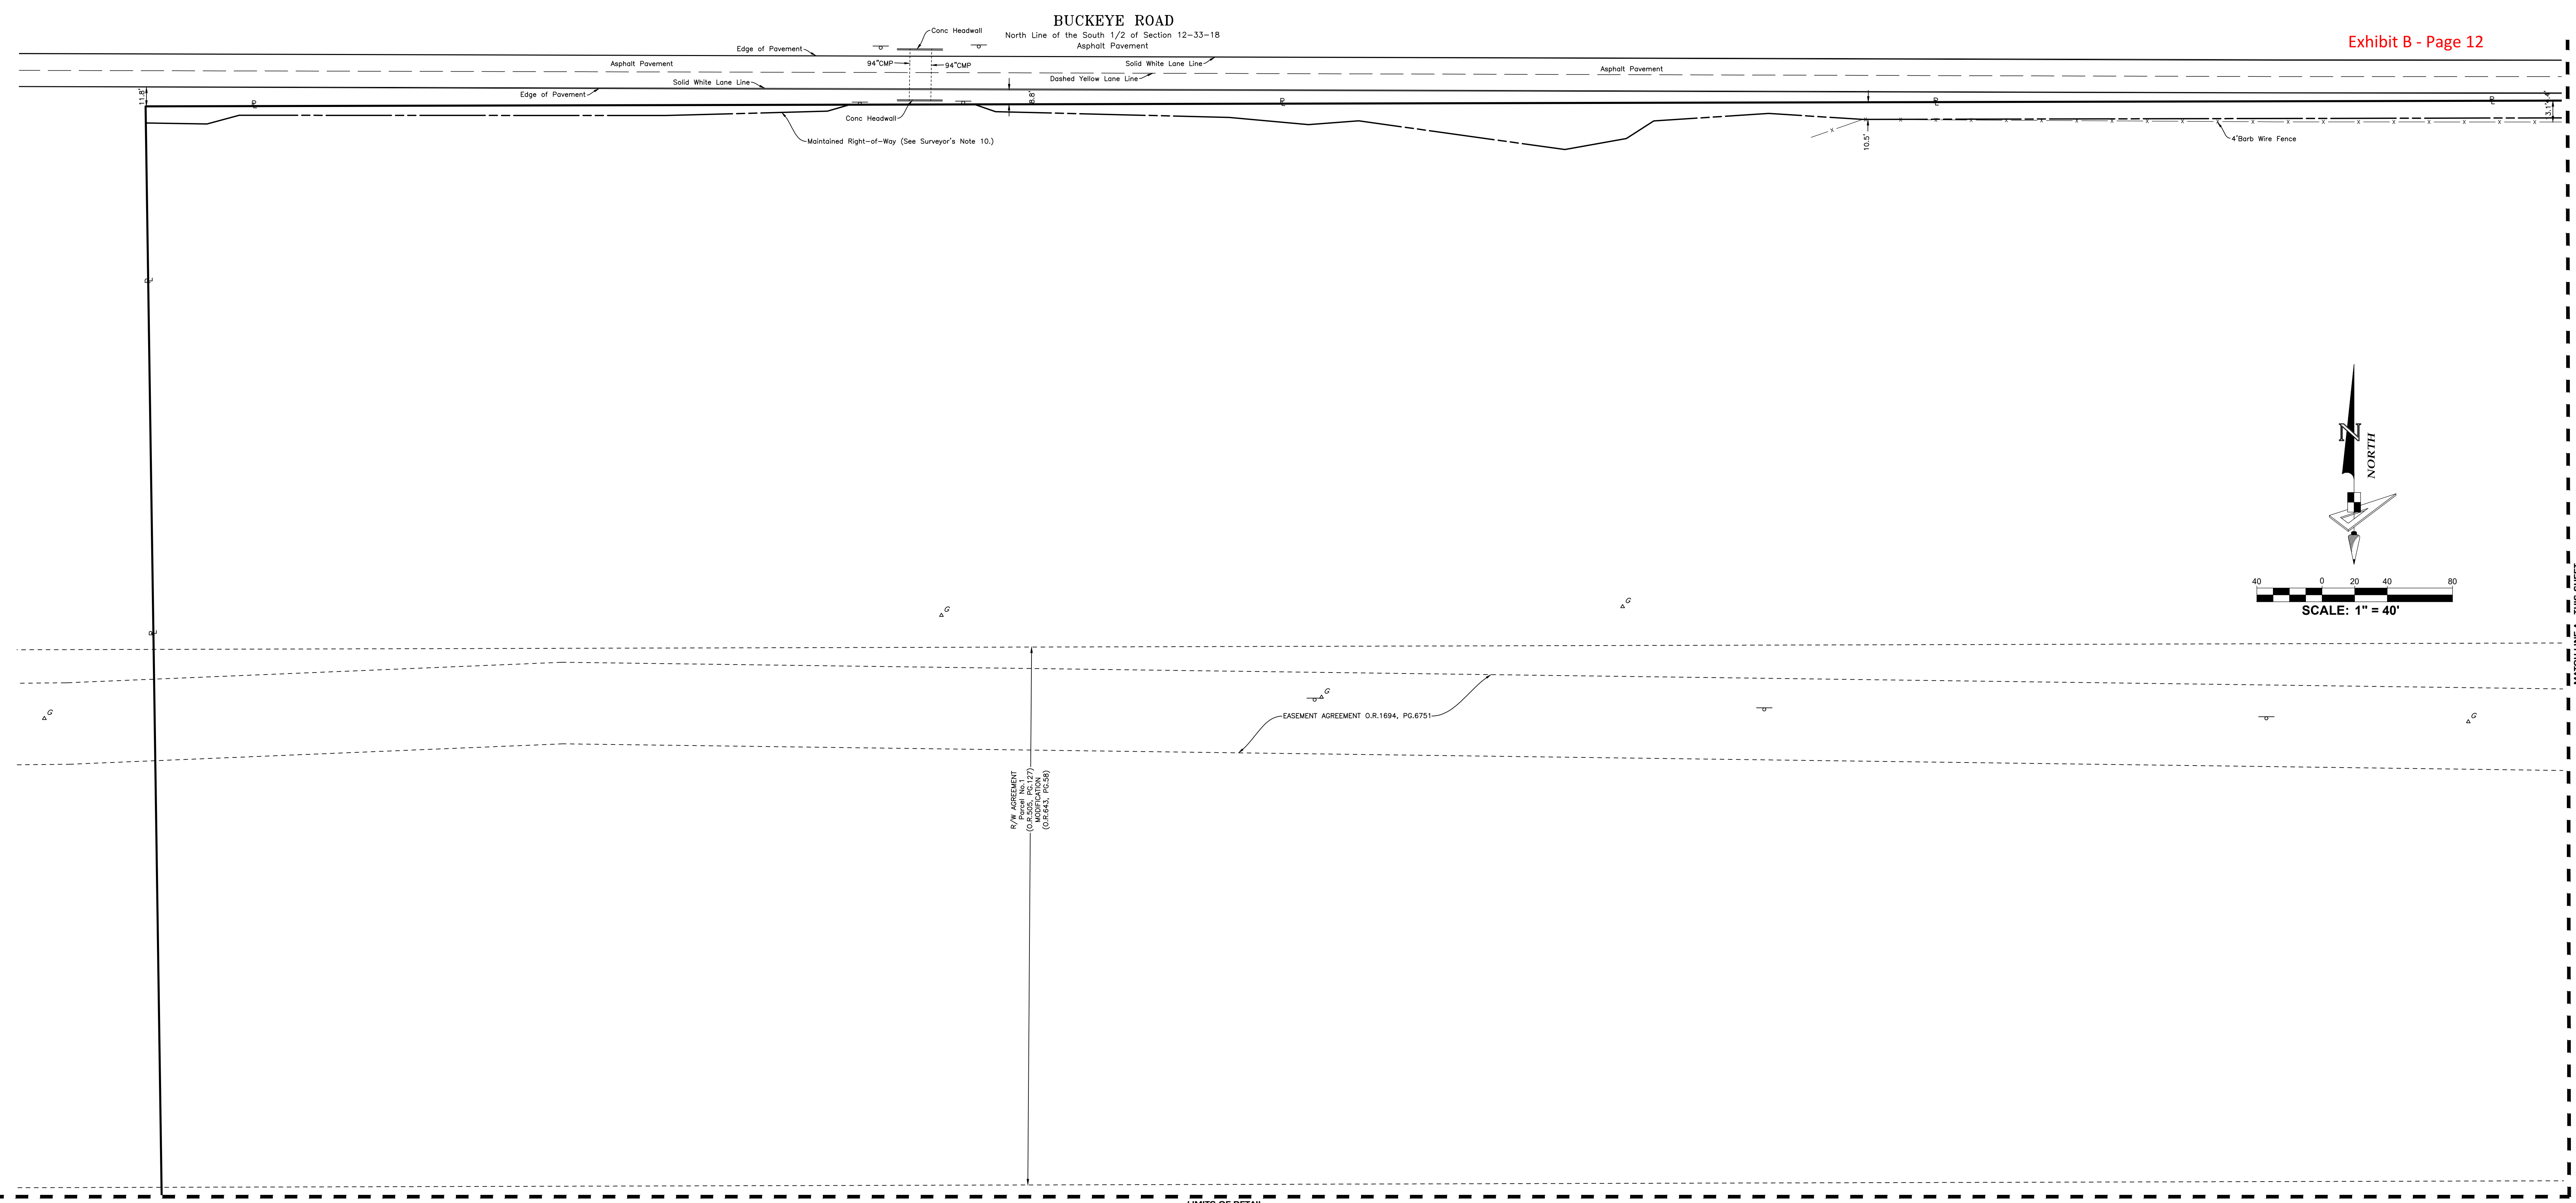 BUCKEYE ROAD
North Line of the South 1/2 of Section 12-33-18
Asphalt Pavement
Exhibit B - Page 12
Conc Headwall
Edge of Pavement
Asphalt Pavement
94"CMP
94"CMP
Solid White Lane Line
Dashed Yellow Lane Line
Asphalt Pavement
Solid White Lane Line
Edge of Pavement
11.8'
8.8'
Conc Headwall
Maintained Right-of-Way (See Surveyor's Note 10.)
10.5'
4'Barb Wire Fence
N
NORTH
40 0 20 40 80
SCALE: 1" = 40'
G
G
G
G
G
EASEMENT AGREEMENT O.R.1694, PG.6751
R/W AGREEMENT
Parcel No.1
(O.R.505, PG.127)
MODIFICATION
(O.R.643, PG.58)